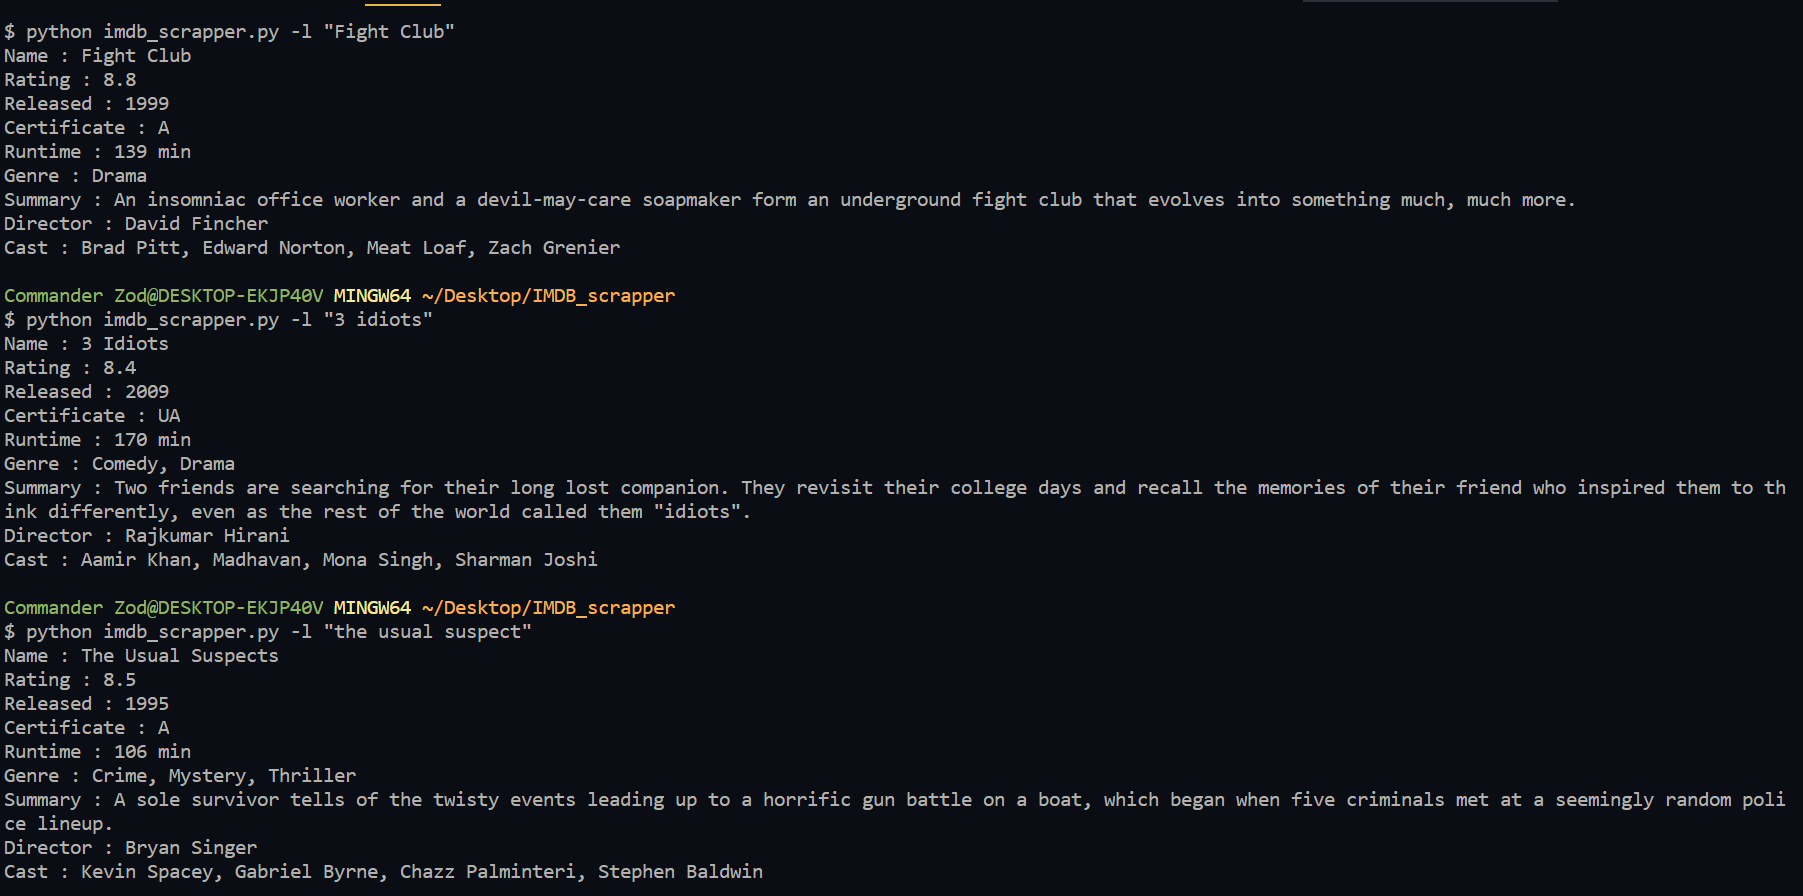 $ python imdb_scrapper.py -l "Fight Club"
Name : Fight Club
Rating : 8.8
Released : 1999
Certificate : A
Runtime : 139 min
Genre : Drama
Summary : An insomniac office worker and a devil-may-care soapmaker form an underground fight club that evolves into something much, much more.
Director : David Fincher
Cast : Brad Pitt, Edward Norton, Meat Loaf, Zach Grenier
Commander Zod@DESKTOP-EKJP40V MINGW64 ~/Desktop/IMDB_scrapper
$ python imdb_scrapper.py -l "3 idiots"
Name : 3 Idiots
Rating : 8.4
Released : 2009
Certificate : UA
Runtime : 170 min
Genre : Comedy, Drama
Summary : Two friends are searching for their long lost companion. They revisit their college days and recall the memories of their friend who inspired them to th
ink differently, even as the rest of the world called them "idiots".
Director : Rajkumar Hirani
Cast : Aamir Khan, Madhavan, Mona Singh, Sharman Joshi
Commander Zod@DESKTOP-EKJP40V MINGW64 ~/Desktop/IMDB_scrapper
$ python imdb_scrapper.py -l "the usual suspect"
Name : The Usual Suspects
Rating : 8.5
Released : 1995
Certificate : A
Runtime : 106 min
Genre : Crime, Mystery, Thriller
Summary : A sole survivor tells of the twisty events leading up to a horrific gun battle on a boat, which began when five criminals met at a seemingly random poli
ce lineup.
Director : Bryan Singer
Cast : Kevin Spacey, Gabriel Byrne, Chazz Palminteri, Stephen Baldwin